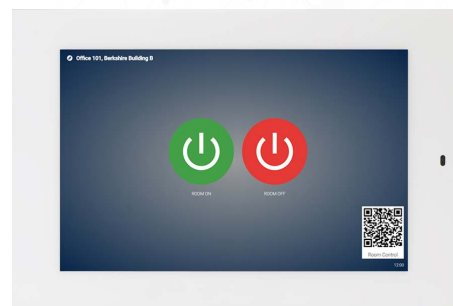 Office 101, Berkshire Building B
ROOM ON
ROOM OFF
Room Control
12:00